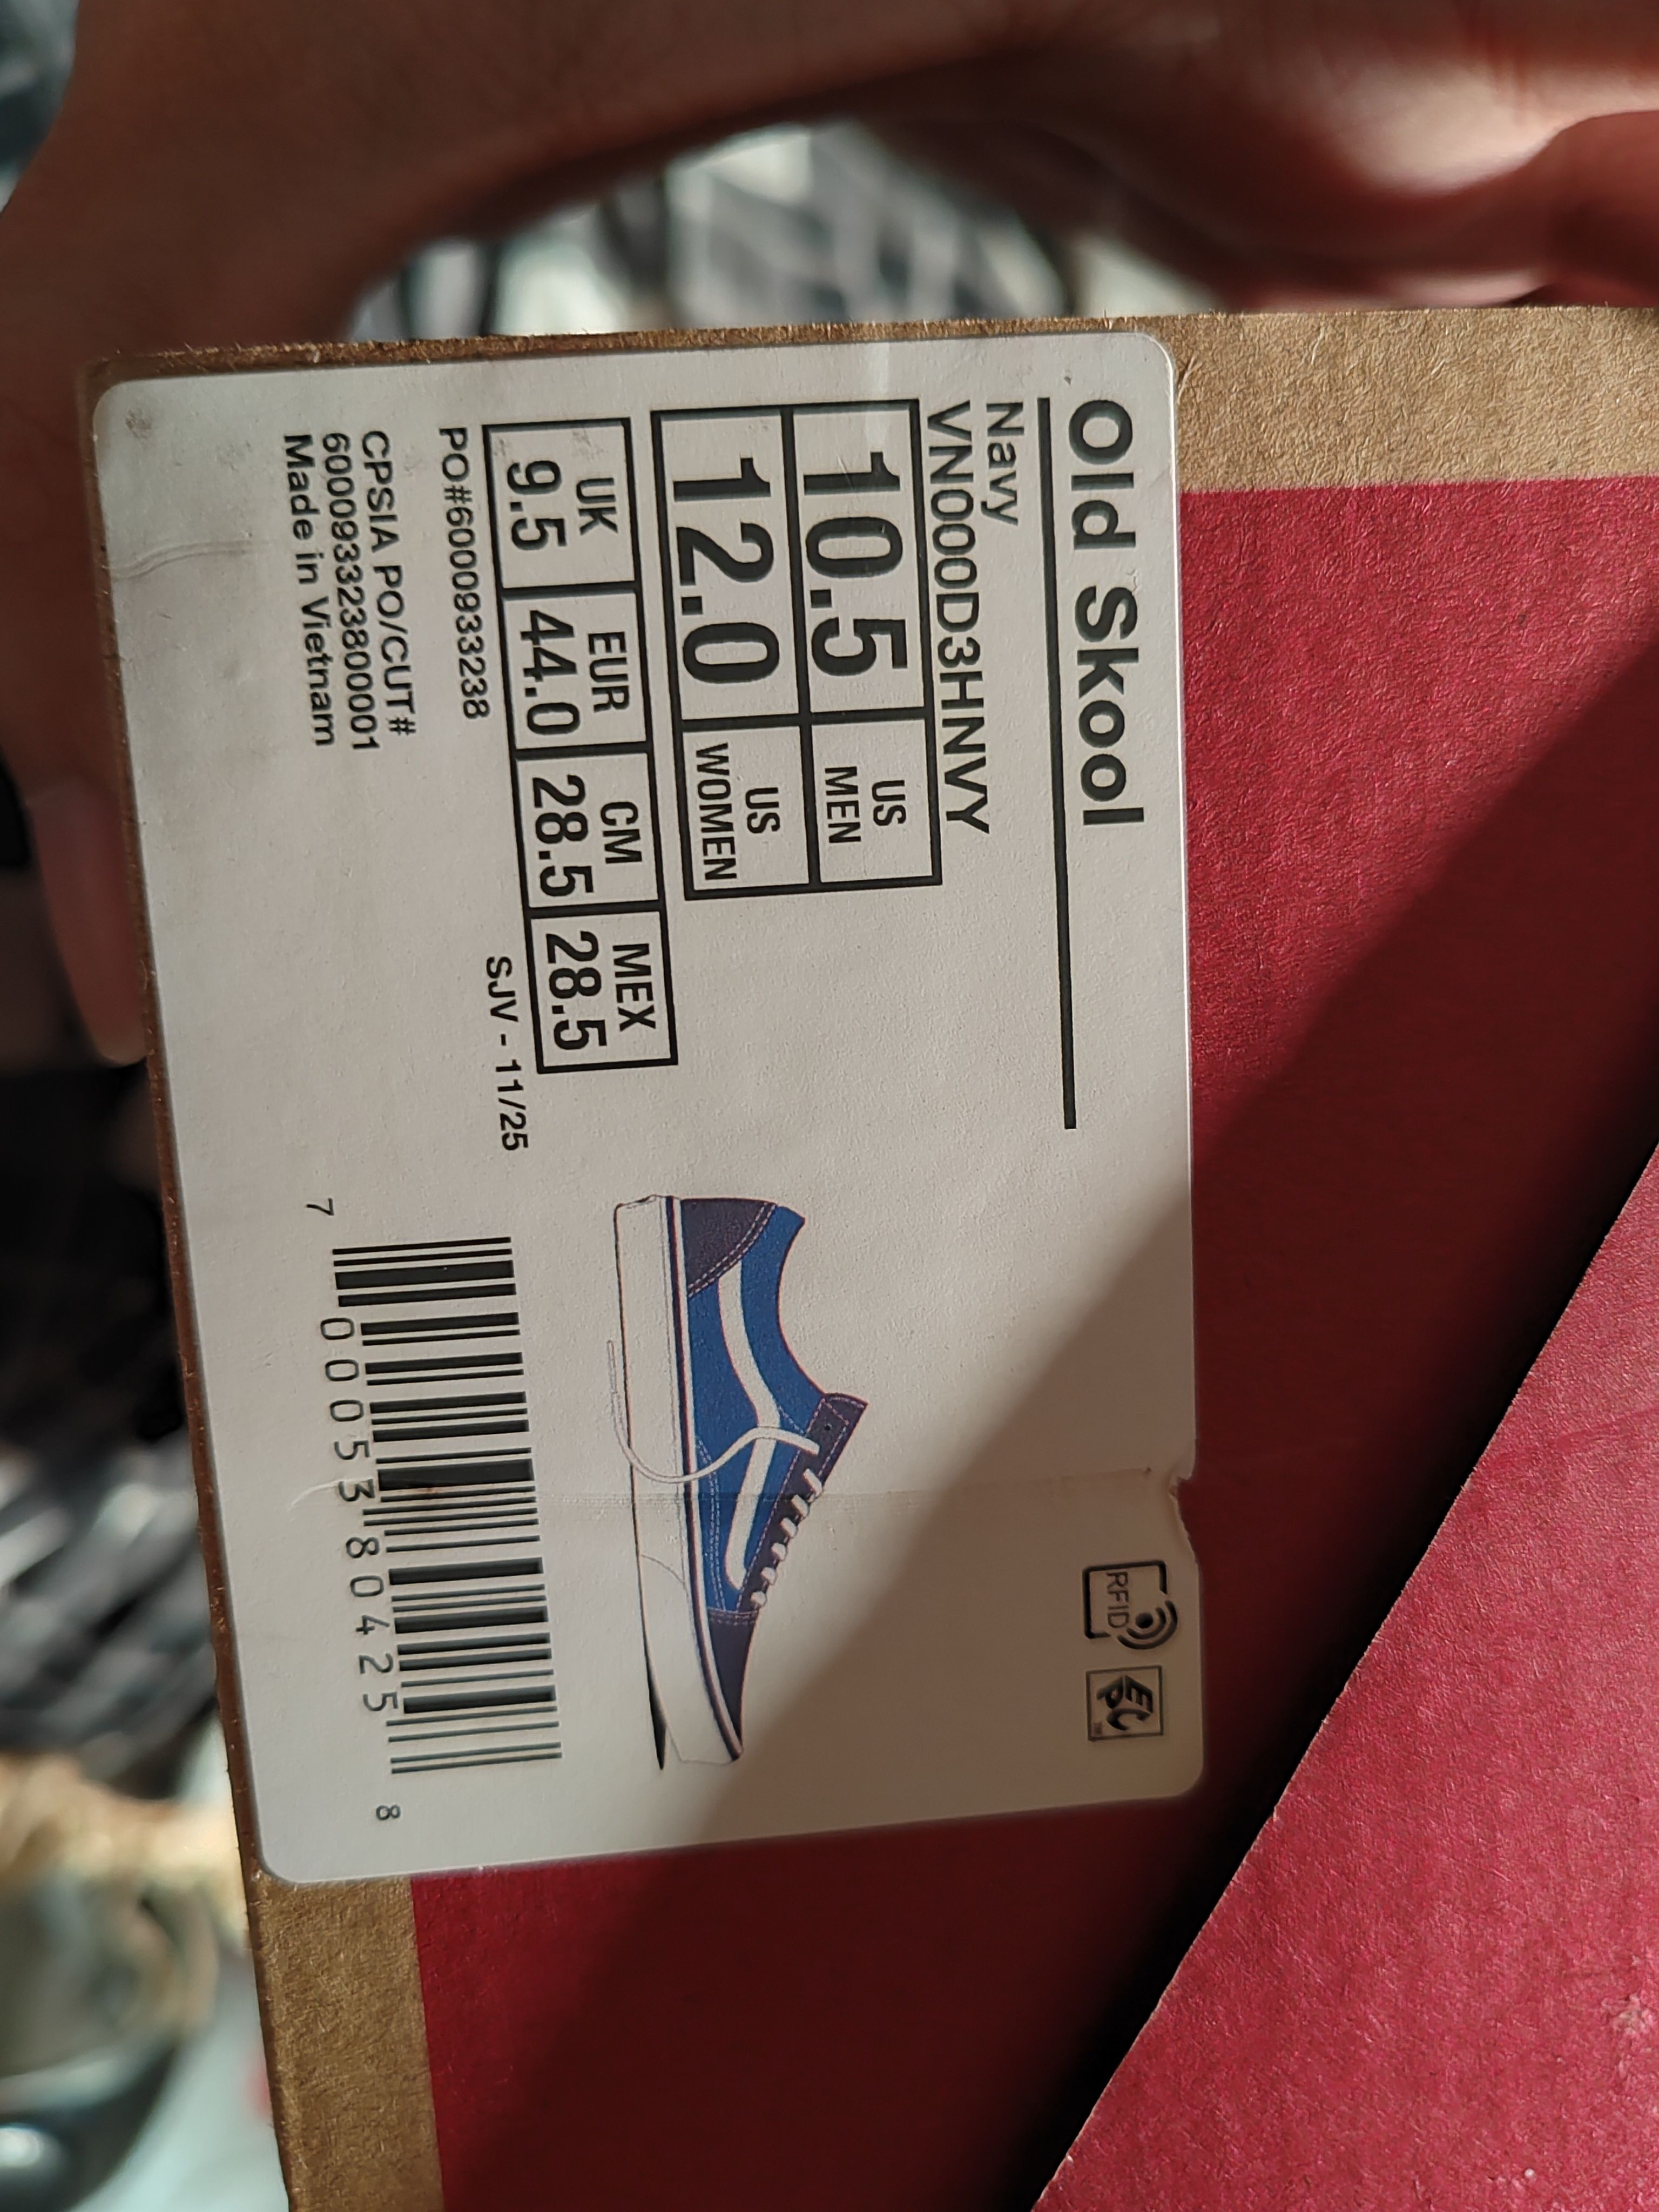 Old Skool
Navy
VN000D3HNVY
10.5 US MEN
12.0 US WOMEN
UK EUR CM MEX
9.5 44.0 28.5 28.5
PO#6000933238
SJV - 11/25
CPSIA PO/CUT#
600093323800001
Made in Vietnam
7 00053 80425 8
RFID
EPC